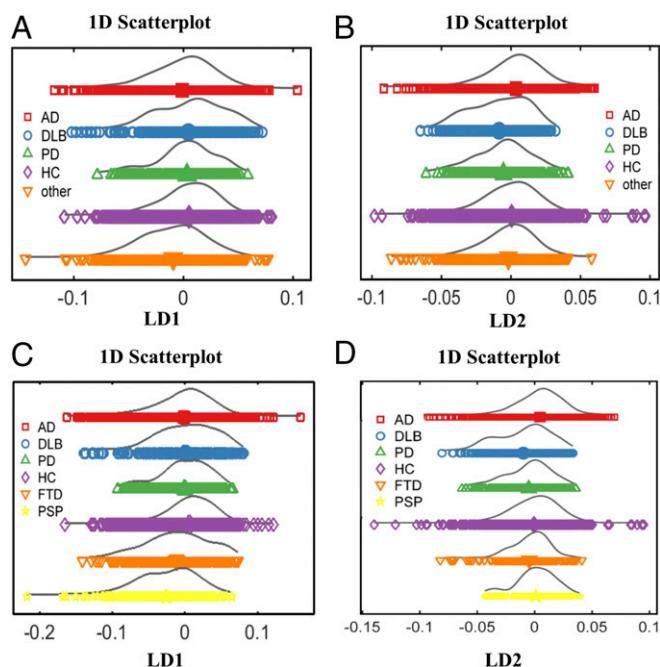 A
1D Scatterplot
AD
DLB
PD
HC
other
-0.1
0
0.1
LD1
B
1D Scatterplot
AD
DLB
PD
HC
other
-0.1
-0.05
0
0.05
0.1
LD2
C
1D Scatterplot
AD
DLB
PD
HC
FTD
PSP
-0.2
-0.1
0
0.1
LD1
D
1D Scatterplot
AD
DLB
PD
HC
FTD
PSP
-0.15
-0.1
-0.05
0
0.05
0.1
LD2